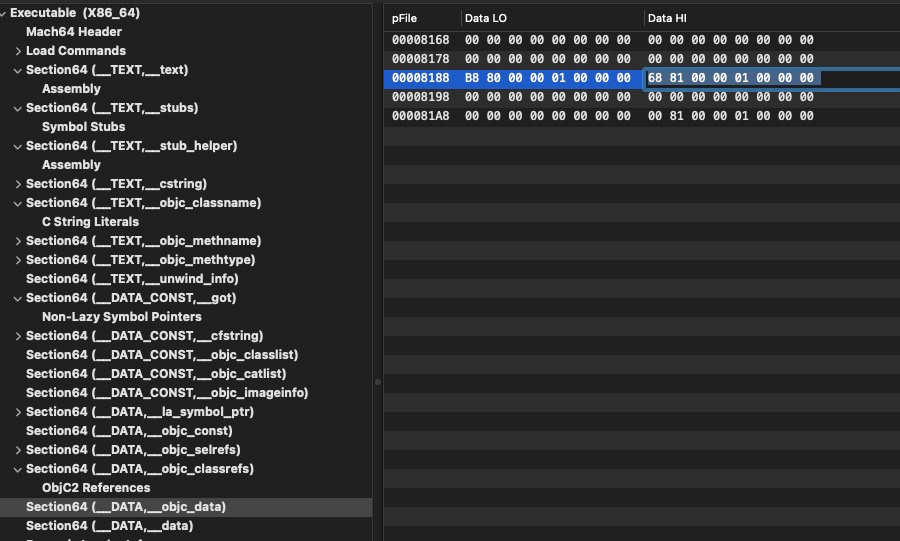 Executable (X86_64)
Mach64 Header
Load Commands
Section64 (__TEXT,__text)
Assembly
Section64 (__TEXT,__stubs)
Symbol Stubs
Section64 (__TEXT,__stub_helper)
Assembly
Section64 (__TEXT,__cstring)
Section64 (__TEXT,__objc_classname)
C String Literals
Section64 (__TEXT,__objc_methname)
Section64 (__TEXT,__objc_methtype)
Section64 (__TEXT,__unwind_info)
Section64 (__DATA_CONST,__got)
Non-Lazy Symbol Pointers
Section64 (__DATA_CONST,__cfstring)
Section64 (__DATA_CONST,__objc_classlist)
Section64 (__DATA_CONST,__objc_catlist)
Section64 (__DATA_CONST,__objc_imageinfo)
Section64 (__DATA,__la_symbol_ptr)
Section64 (__DATA,__objc_const)
Section64 (__DATA,__objc_selrefs)
Section64 (__DATA,__objc_classrefs)
ObjC2 References
Section64 (__DATA,__objc_data)
Section64 (__DATA,__data)
pFile Data LO Data HI
00008168 00 00 00 00 00 00 00 00 00 00 00 00 00 00 00 00
00008178 00 00 00 00 00 00 00 00 00 00 00 00 00 00 00 00
00008188 B8 80 00 00 01 00 00 00 68 81 00 00 01 00 00 00
00008198 00 00 00 00 00 00 00 00 00 00 00 00 00 00 00 00
000081A8 00 00 00 00 00 00 00 00 00 81 00 00 01 00 00 00